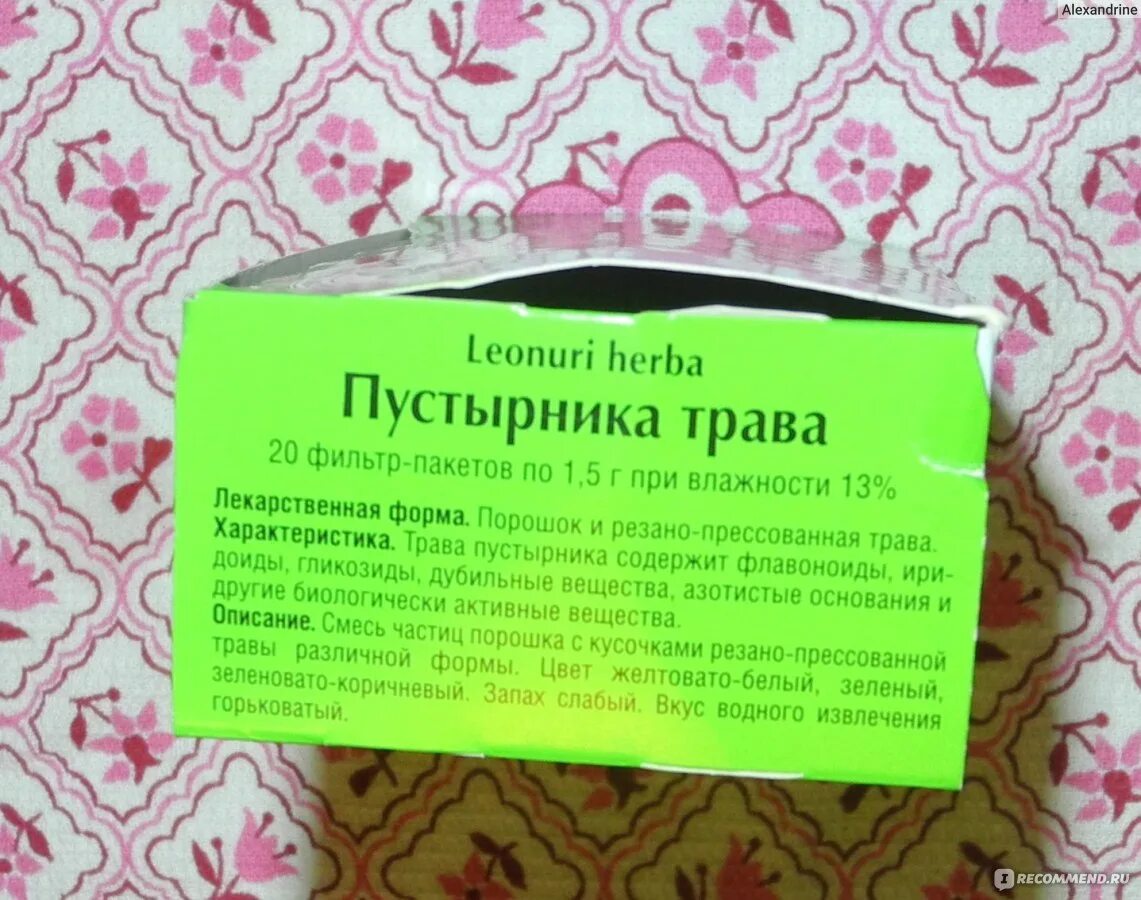 Alexandrine
Leonuri herba
Пустырника трава
20 фильтр-пакетов по 1,5 г при влажности 13%
Лекарственная форма. Порошок и резано-прессованная трава.
Характеристика. Трава пустырника содержит флавоноиды, ири-
доиды, гликозиды, дубильные вещества, азотистые основания и
другие биологически активные вещества.
Описание. Смесь частиц порошка с кусочками резано-прессованной
травы различной формы. Цвет желтовато-белый, зеленый,
зеленовато-коричневый. Запах слабый. Вкус водного извлечения
горьковатый.
IRECOMMEND.RU